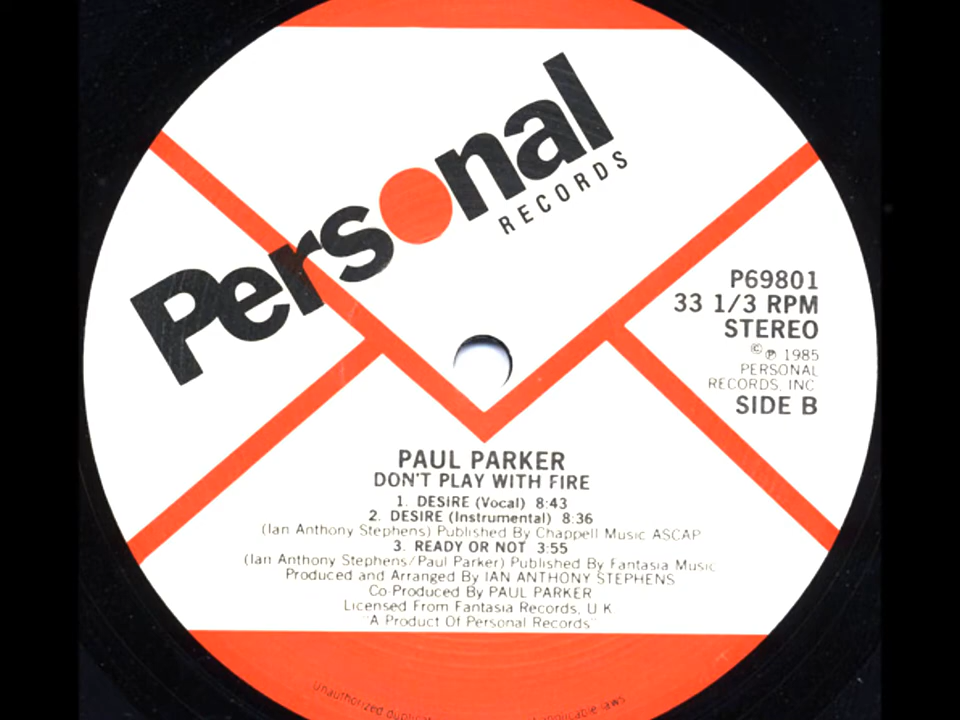 Personal
RECORDS
P69801
33 1/3 RPM
STEREO
© ℗ 1985
PERSONAL
RECORDS, INC
SIDE B
PAUL PARKER
DON'T PLAY WITH FIRE
1. DESIRE (Vocal) 8:43
2. DESIRE (Instrumental) 8:36
(Ian Anthony Stephens) Published By Chappell Music ASCAP
3. READY OR NOT 3:55
(Ian Anthony Stephens/Paul Parker) Published By Fantasia Music
Produced and Arranged By IAN ANTHONY STEPHENS
Co-Produced By PAUL PARKER
Licensed From Fantasia Records, U K
"A Product Of Personal Records"
Unauthorized applicable laws